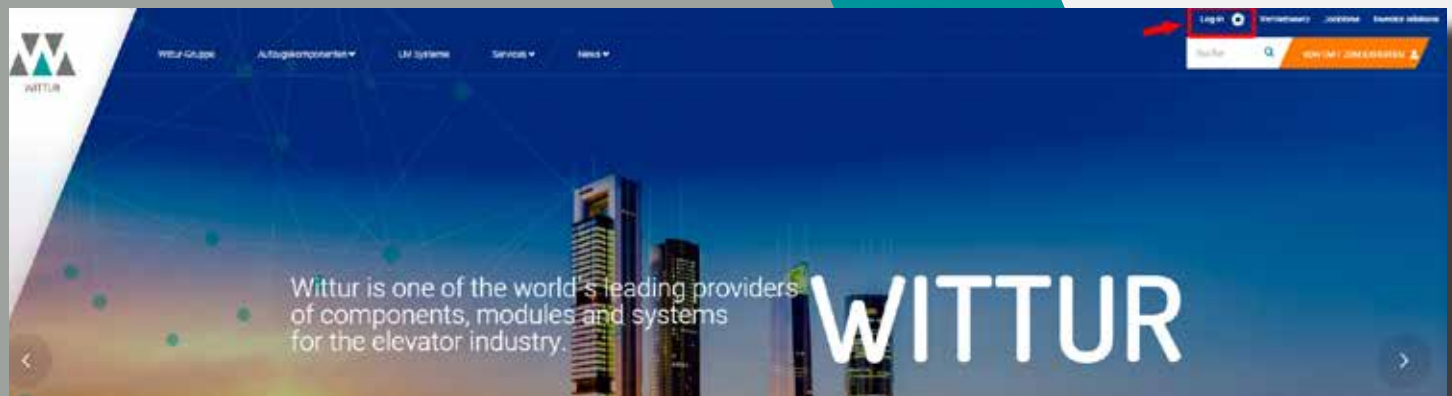 Log in
WITTUR
Wittur-Gruppe
Aufzugskomponenten
Services
News
Suche
Wittur is one of the world's leading providers
of components, modules and systems
for the elevator industry.
WITTUR